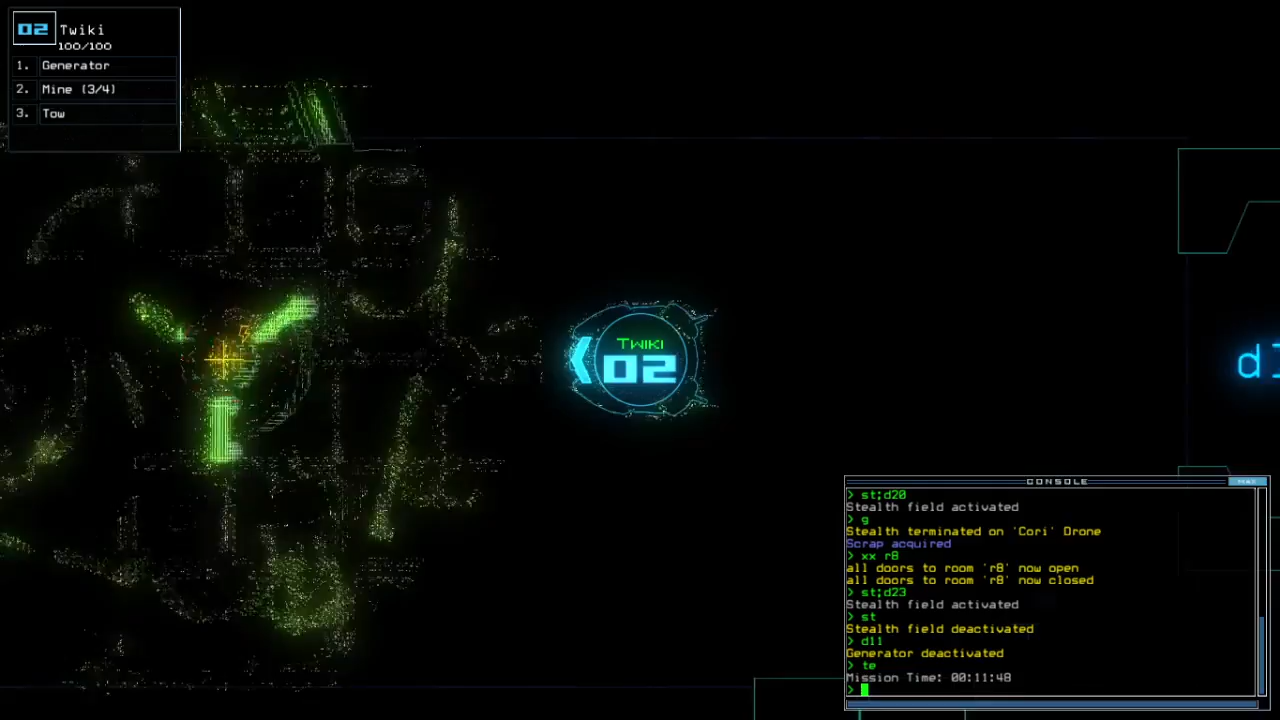 02 Twiki
100/100
1. Generator
2. Mine (3/4)
3. Tow
TWIKI
02
CONSOLE
> st;d20
Stealth field activated
> g
Stealth terminated on 'Cori' Drone
Scrap acquired
> xx r8
all doors to room 'r8' now open
all doors to room 'r8' now closed
> st;d23
Stealth field activated
> st
Stealth field deactivated
> d11
Generator deactivated
> te
Mission Time: 00:11:48
>